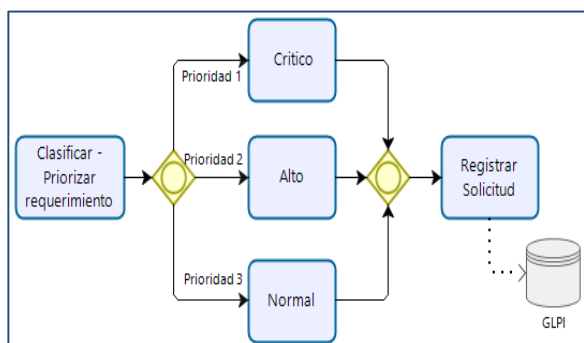 Clasificar -
Priorizar
requerimiento
Prioridad 1
Critico
Prioridad 2
Alto
Prioridad 3
Normal
Registrar
Solicitud
GLPI